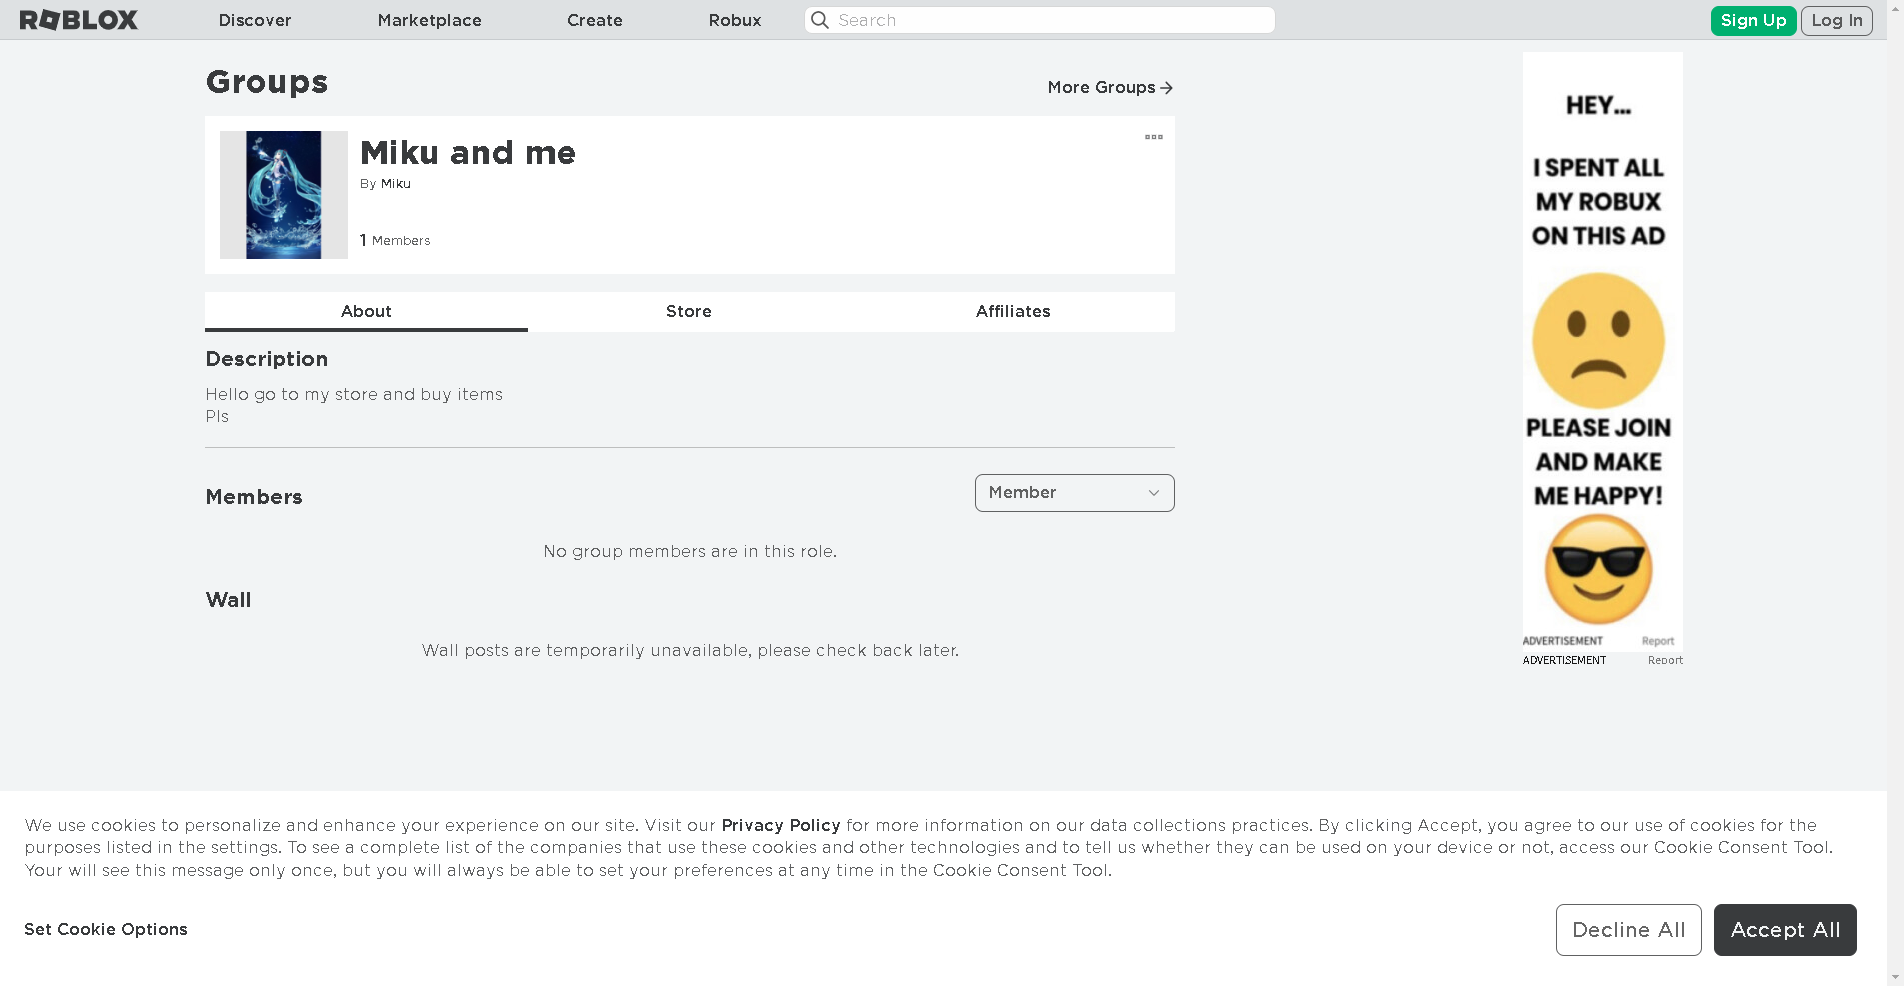 ROBLOX
Discover
Marketplace
Create
Robux
Search
Sign Up
Log In
Groups
More Groups
Miku and me
By Miku
1 Members
About
Store
Affiliates
Description
Hello go to my store and buy items
Pls
Members
Member
No group members are in this role.
Wall
Wall posts are temporarily unavailable, please check back later.
HEY...
I SPENT ALL
MY ROBUX
ON THIS AD
PLEASE JOIN
AND MAKE
ME HAPPY!
ADVERTISEMENT Report
ADVERTISEMENT Report
We use cookies to personalize and enhance your experience on our site. Visit our Privacy Policy for more information on our data collections practices. By clicking Accept, you agree to our use of cookies for the
purposes listed in the settings. To see a complete list of the companies that use these cookies and other technologies and to tell us whether they can be used on your device or not, access our Cookie Consent Tool.
Your will see this message only once, but you will always be able to set your preferences at any time in the Cookie Consent Tool.
Set Cookie Options
Decline All
Accept All